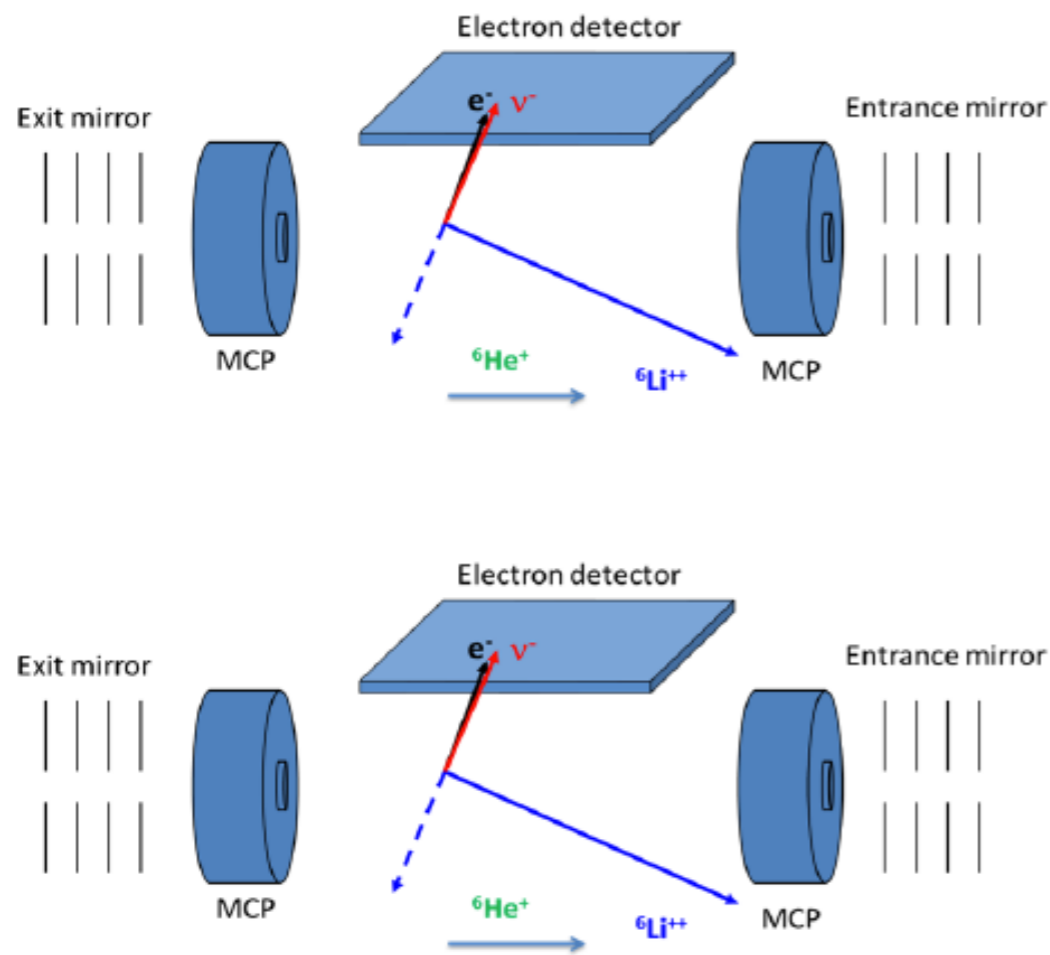 Electron detector
Exit mirror
Entrance mirror
e⁻ ν⁻
MCP
MCP
⁶He⁺
⁶Li⁺⁺
Electron detector
Exit mirror
Entrance mirror
e⁻ ν⁻
MCP
MCP
⁶He⁺
⁶Li⁺⁺